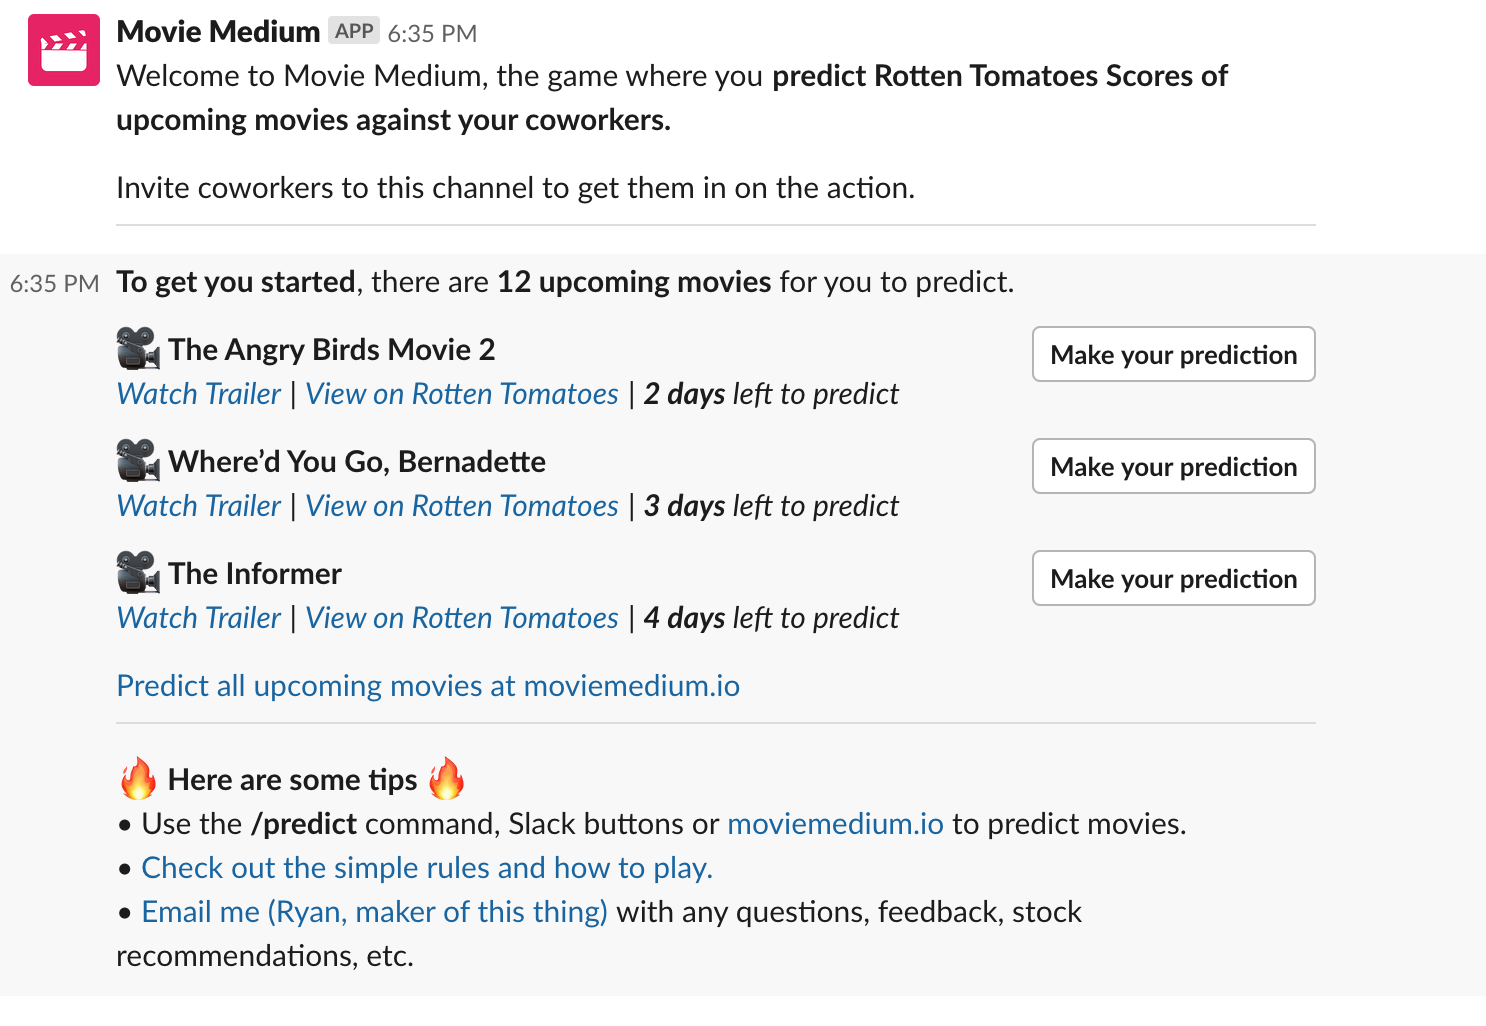 Movie Medium APP 6:35 PM
Welcome to Movie Medium, the game where you predict Rotten Tomatoes Scores of
upcoming movies against your coworkers.
Invite coworkers to this channel to get them in on the action.
6:35 PM To get you started, there are 12 upcoming movies for you to predict.
The Angry Birds Movie 2
Make your prediction
Watch Trailer | View on Rotten Tomatoes | 2 days left to predict
Where’d You Go, Bernadette
Make your prediction
Watch Trailer | View on Rotten Tomatoes | 3 days left to predict
The Informer
Make your prediction
Watch Trailer | View on Rotten Tomatoes | 4 days left to predict
Predict all upcoming movies at moviemedium.io
Here are some tips
• Use the /predict command, Slack buttons or moviemedium.io to predict movies.
• Check out the simple rules and how to play.
• Email me (Ryan, maker of this thing) with any questions, feedback, stock
recommendations, etc.